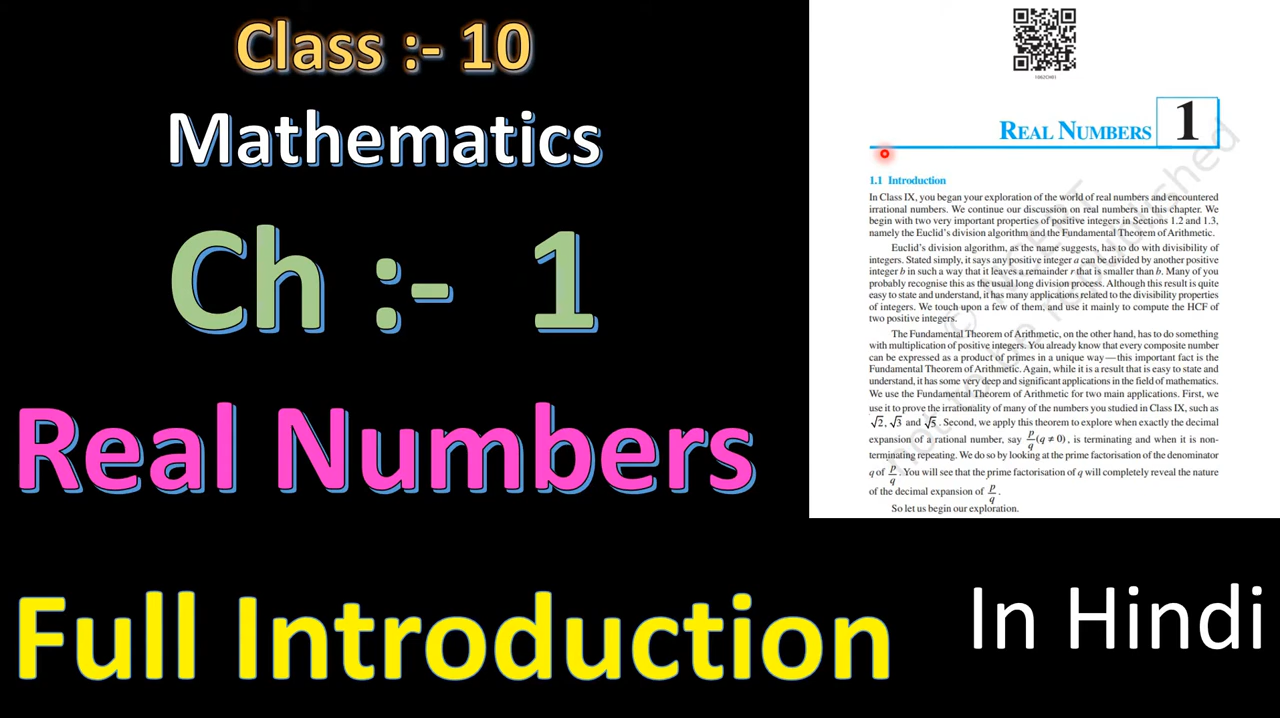 Class :- 10
Mathematics
Ch :- 1
Real Numbers
Full Introduction
In Hindi
REAL NUMBERS 1
1.1 Introduction
In Class IX, you began your exploration of the world of real numbers and encountered
irrational numbers. We continue our discussion on real numbers in this chapter. We
begin with two very important properties of positive integers in Sections 1.2 and 1.3,
namely the Euclid's division algorithm and the Fundamental Theorem of Arithmetic.
Euclid's division algorithm, as the name suggests, has to do with divisibility of
integers. Stated simply, it says any positive integer a can be divided by another positive
integer b in such a way that it leaves a remainder r that is smaller than b. Many of you
probably recognise this as the usual long division process. Although this result is quite
easy to state and understand, it has many applications related to the divisibility properties
of integers. We touch upon a few of them, and use it mainly to compute the HCF of
two positive integers.
The Fundamental Theorem of Arithmetic, on the other hand, has to do something
with multiplication of positive integers. You already know that every composite number
can be expressed as a product of primes in a unique way—this important fact is the
Fundamental Theorem of Arithmetic. Again, while it is a result that is easy to state and
understand, it has some very deep and significant applications in the field of mathematics.
We use the Fundamental Theorem of Arithmetic for two main applications. First, we
use it to prove the irrationality of many of the numbers you studied in Class IX, such as
√2, √3 and √5. Second, we apply this theorem to explore when exactly the decimal
expansion of a rational number, say p/q (q ≠ 0), is terminating and when it is non-
terminating repeating. We do so by looking at the prime factorisation of the denominator
q of p/q. You will see that the prime factorisation of q will completely reveal the nature
of the decimal expansion of p/q.
So let us begin our exploration.
© NCERT
not to be republished